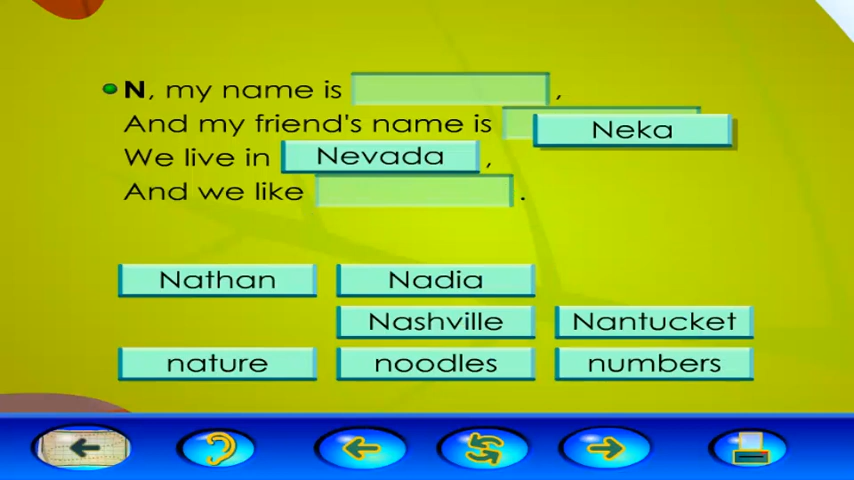 N, my name is ,
And my friend's name is Neka
We live in Nevada ,
And we like .
Nathan Nadia
Nashville Nantucket
nature noodles numbers